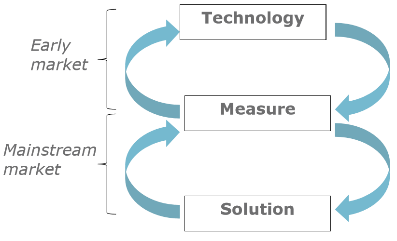 Technology
Early
market
Measure
Mainstream
market
Solution